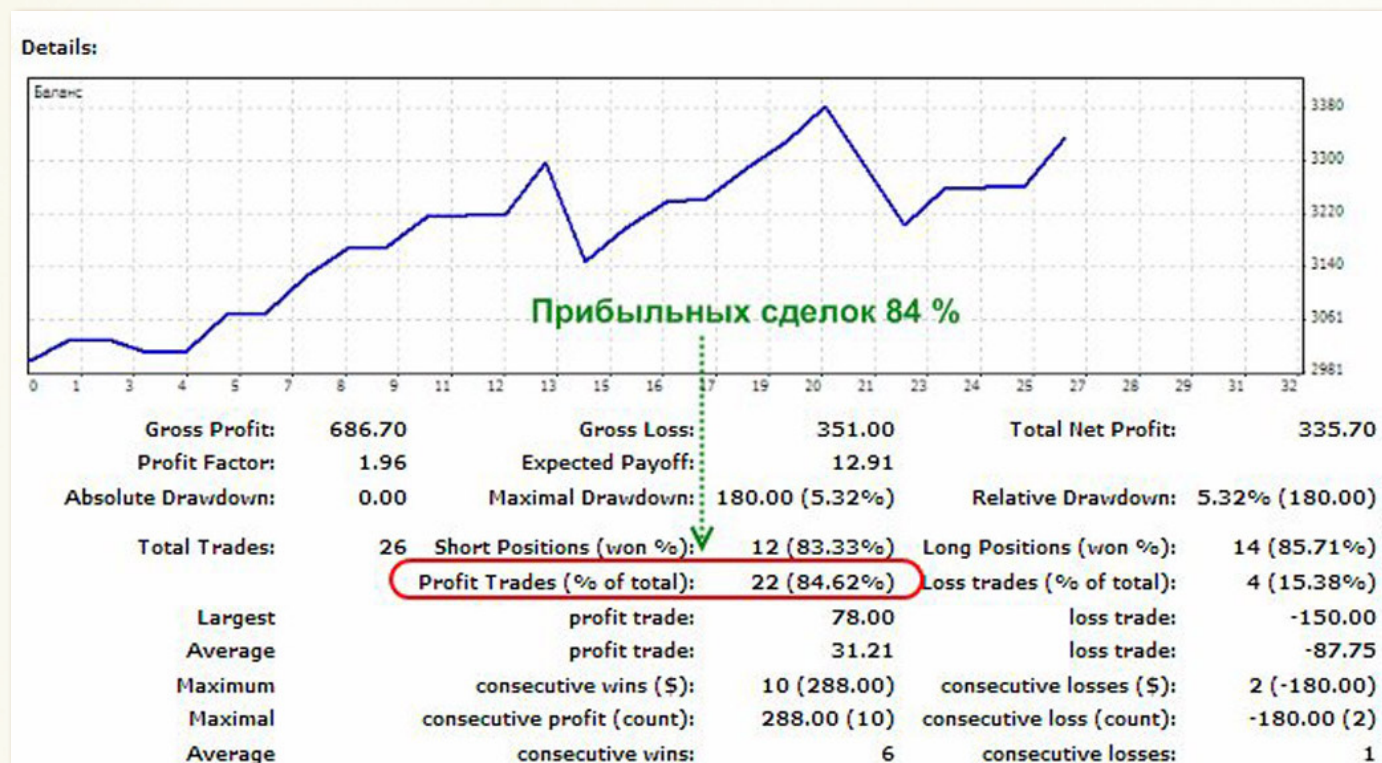 Details:
Баланс
3380
3300
3220
3140
Прибыльных сделок 84 %
3061
2981
0 1 3 4 5 7 8 9 11 12 13 15 16 17 19 20 21 23 24 25 27 28 29 31 32
Gross Profit: 686.70 Gross Loss: 351.00 Total Net Profit: 335.70
Profit Factor: 1.96 Expected Payoff: 12.91
Absolute Drawdown: 0.00 Maximal Drawdown: 180.00 (5.32%) Relative Drawdown: 5.32% (180.00)
Total Trades: 26 Short Positions (won %): 12 (83.33%) Long Positions (won %): 14 (85.71%)
Profit Trades (% of total): 22 (84.62%) Loss trades (% of total): 4 (15.38%)
Largest profit trade: 78.00 loss trade: -150.00
Average profit trade: 31.21 loss trade: -87.75
Maximum consecutive wins ($): 10 (288.00) consecutive losses ($): 2 (-180.00)
Maximal consecutive profit (count): 288.00 (10) consecutive loss (count): -180.00 (2)
Average consecutive wins: 6 consecutive losses: 1